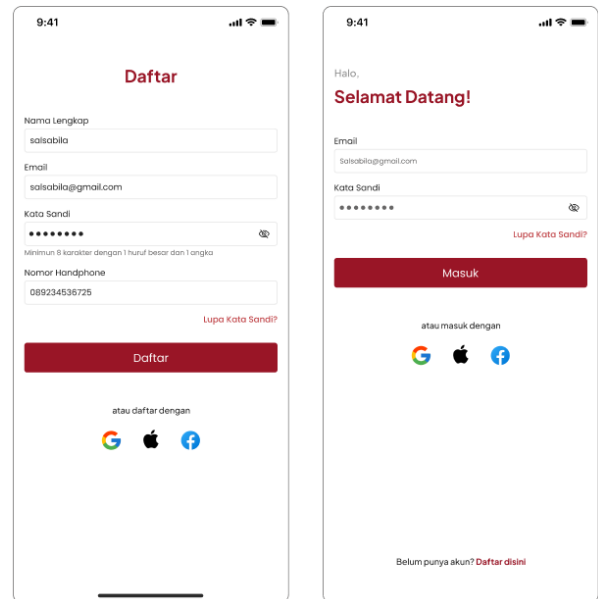 9:41
Daftar
Nama Lengkap
salsabila
Email
salsabila@gmail.com
Kata Sandi
Minimun 8 karakter dengan 1 huruf besar dan 1 angka
Nomor Handphone
089234536725
Lupa Kata Sandi?
Daftar
atau daftar dengan
9:41
Halo,
Selamat Datang!
Email
Salsabila@gmail.com
Kata Sandi
Lupa Kata Sandi?
Masuk
atau masuk dengan
Belum punya akun? Daftar disini